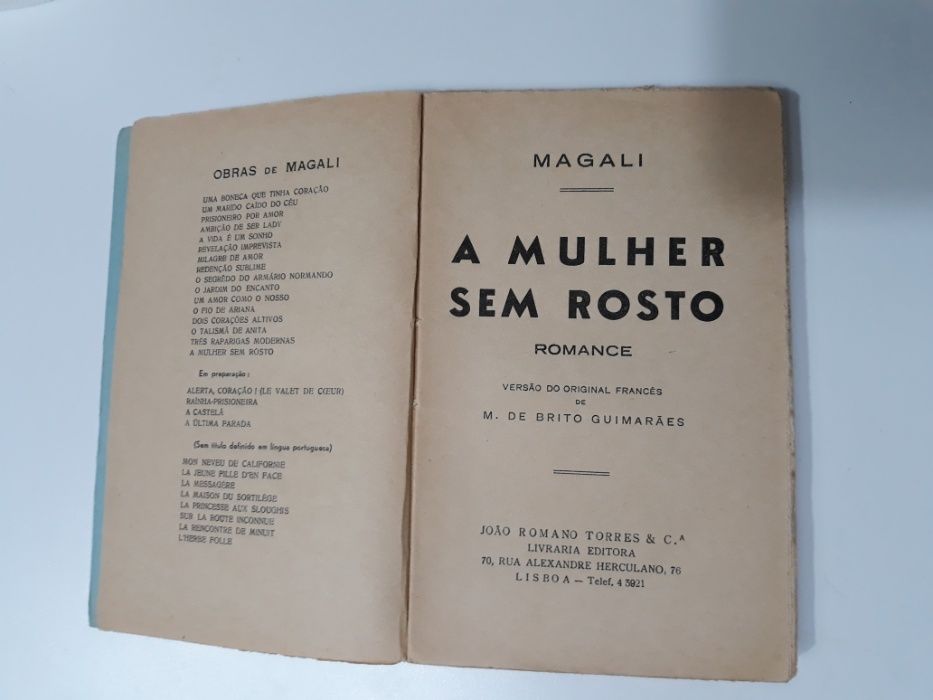 OBRAS DE MAGALI
UMA BONECA QUE TINHA CORAÇÃO
UM MARIDO CAÍDO DO CÉU
PRISIONEIRO POR AMOR
AMBIÇÃO DE SER LADY
A VIDA É UM SONHO
REVELAÇÃO IMPREVISTA
MILAGRE DE AMOR
REDENÇÃO SUBLIME
O SEGRÊDO DO ARMÁRIO NORMANDO
O JARDIM DO ENCANTO
UM AMOR COMO O NOSSO
O FIO DE ARIANA
DOIS CORAÇÕES ALTIVOS
O TALISMÃ DE ANITA
TRÊS RAPARIGAS MODERNAS
A MULHER SEM ROSTO
Em preparação:
ALERTA, CORAÇÃO! (LE VALET DE CŒUR)
RAÍNHA-PRISIONEIRA
A CASTELÃ
A ÚLTIMA PARADA
(Sem título definido em língua portuguesa)
MON NEVEU DE CALIFORNIE
LA JEUNE FILLE D'EN FACE
LA MESSAGÈRE
LA MAISON DU SORTILÈGE
LA PRINCESSE AUX SLOUGHIS
SUR LA ROUTE INCONNUE
LA RENCONTRE DE MINUIT
L'HERBE FOLLE
MAGALI
A MULHER
SEM ROSTO
ROMANCE
VERSÃO DO ORIGINAL FRANCÊS
DE
M. DE BRITO GUIMARÃES
JOÃO ROMANO TORRES & C.ª
LIVRARIA EDITORA
70, RUA ALEXANDRE HERCULANO, 76
LISBOA — Telef. 4 3921